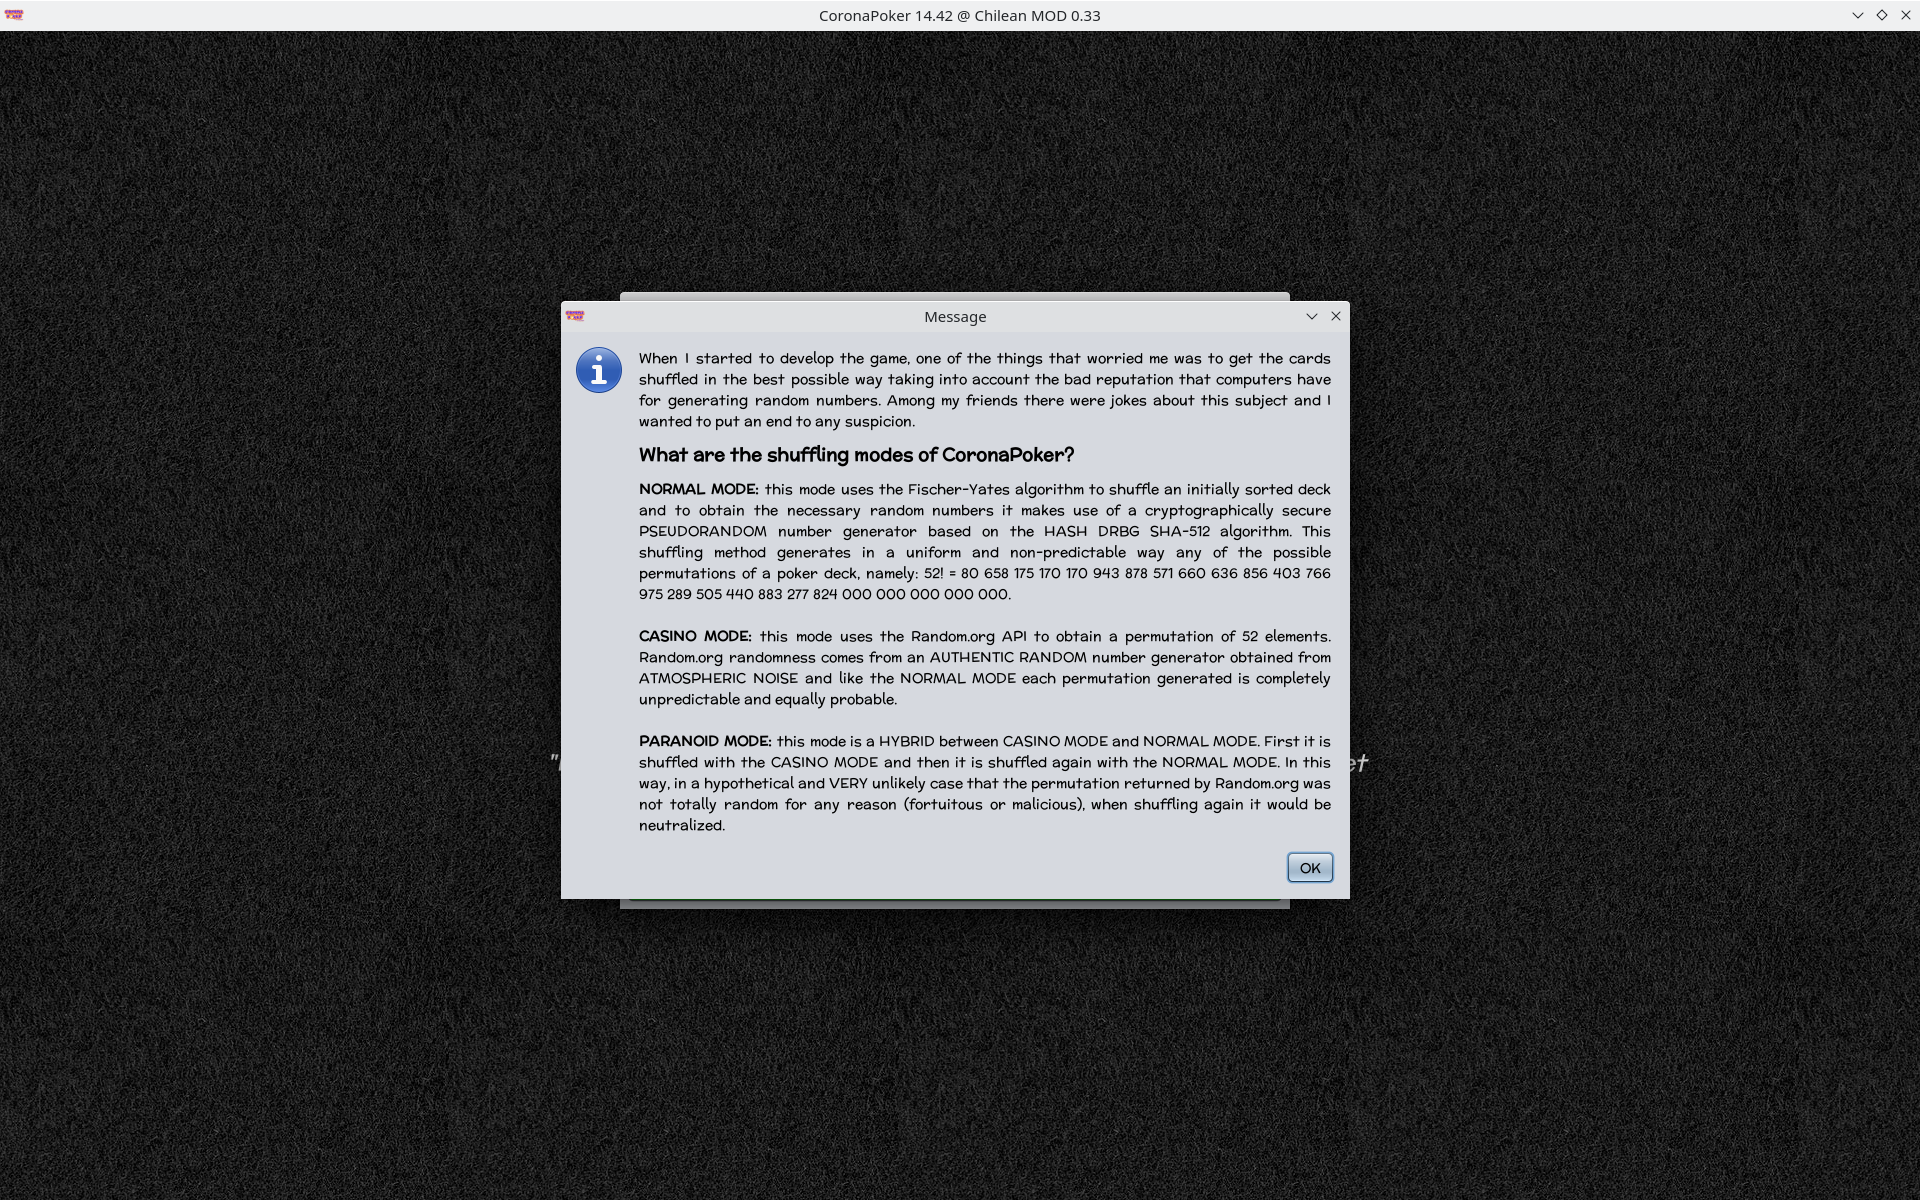 CoronaPoker 14.42 @ Chilean MOD 0.33
Message
When I started to develop the game, one of the things that worried me was to get the cards
shuffled in the best possible way taking into account the bad reputation that computers have
for generating random numbers. Among my friends there were jokes about this subject and I
wanted to put an end to any suspicion.
What are the shuffling modes of CoronaPoker?
NORMAL MODE: this mode uses the Fischer-Yates algorithm to shuffle an initially sorted deck
and to obtain the necessary random numbers it makes use of a cryptographically secure
PSEUDORANDOM number generator based on the HASH DRBG SHA-512 algorithm. This
shuffling method generates in a uniform and non-predictable way any of the possible
permutations of a poker deck, namely: 52! = 80 658 175 170 170 943 878 571 660 636 856 403 766
975 289 505 440 883 277 824 000 000 000 000 000.
CASINO MODE: this mode uses the Random.org API to obtain a permutation of 52 elements.
Random.org randomness comes from an AUTHENTIC RANDOM number generator obtained from
ATMOSPHERIC NOISE and like the NORMAL MODE each permutation generated is completely
unpredictable and equally probable.
PARANOID MODE: this mode is a HYBRID between CASINO MODE and NORMAL MODE. First it is
shuffled with the CASINO MODE and then it is shuffled again with the NORMAL MODE. In this
way, in a hypothetical and VERY unlikely case that the permutation returned by Random.org was
not totally random for any reason (fortuitous or malicious), when shuffling again it would be
neutralized.
OK